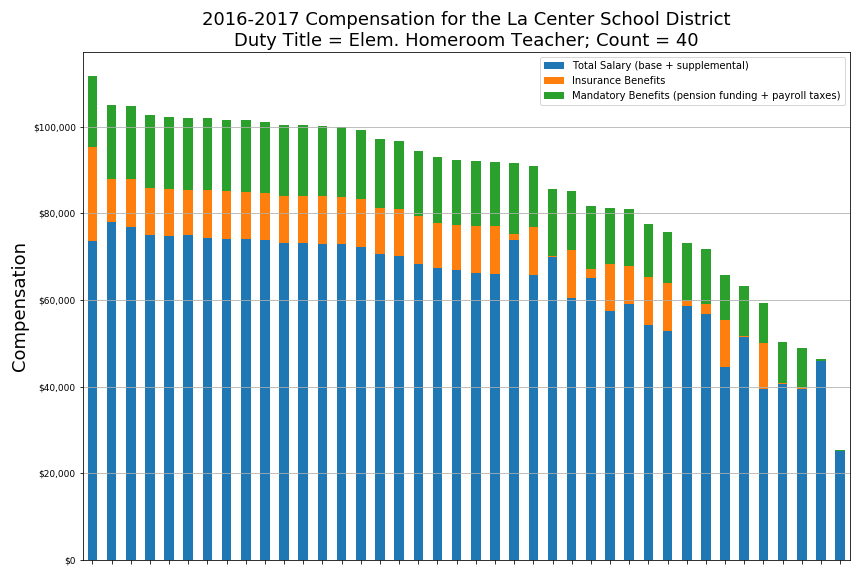 2016-2017 Compensation for the La Center School District
Duty Title = Elem. Homeroom Teacher; Count = 40
Total Salary (base + supplemental)
Insurance Benefits
Mandatory Benefits (pension funding + payroll taxes)
$100,000
$80,000
$60,000
$40,000
$20,000
$0
Compensation